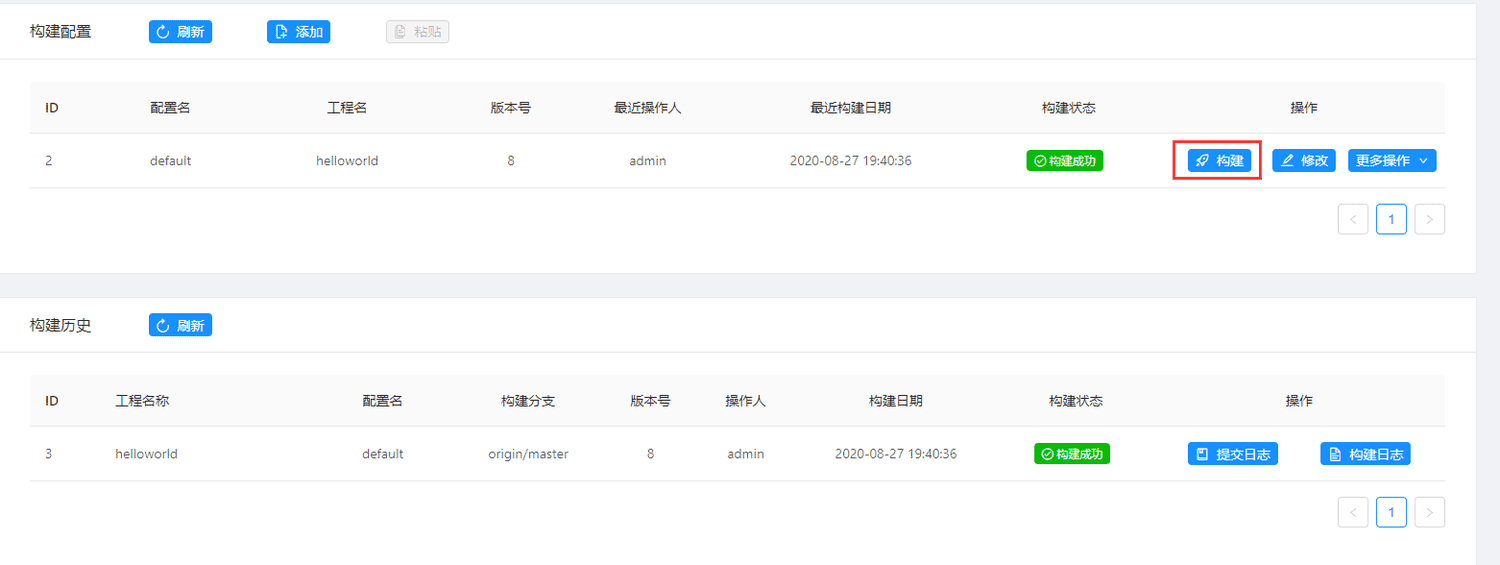 构建配置 刷新 添加 粘贴
ID 配置名 工程名 版本号 最近操作人 最近构建日期 构建状态 操作
2 default helloworld 8 admin 2020-08-27 19:40:36 构建成功 构建 修改 更多操作
< 1 >
构建历史 刷新
ID 工程名称 配置名 构建分支 版本号 操作人 构建日期 构建状态 操作
3 helloworld default origin/master 8 admin 2020-08-27 19:40:36 构建成功 提交日志 构建日志
< 1 >